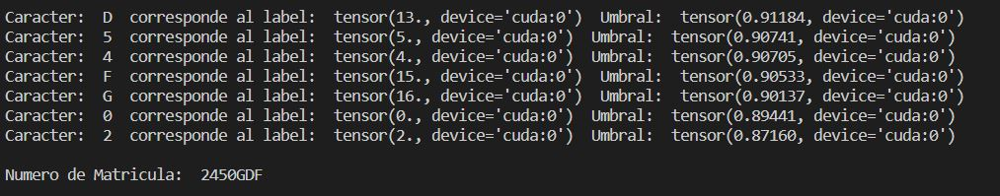 Caracter:  D  corresponde al label:  tensor(13., device='cuda:0')  Umbral:  tensor(0.91184, device='cuda:0')
Caracter:  5  corresponde al label:  tensor(5., device='cuda:0')  Umbral:  tensor(0.90741, device='cuda:0')
Caracter:  4  corresponde al label:  tensor(4., device='cuda:0')  Umbral:  tensor(0.90705, device='cuda:0')
Caracter:  F  corresponde al label:  tensor(15., device='cuda:0')  Umbral:  tensor(0.90533, device='cuda:0')
Caracter:  G  corresponde al label:  tensor(16., device='cuda:0')  Umbral:  tensor(0.90137, device='cuda:0')
Caracter:  0  corresponde al label:  tensor(0., device='cuda:0')  Umbral:  tensor(0.89441, device='cuda:0')
Caracter:  2  corresponde al label:  tensor(2., device='cuda:0')  Umbral:  tensor(0.87160, device='cuda:0')
Numero de Matricula:  2450GDF